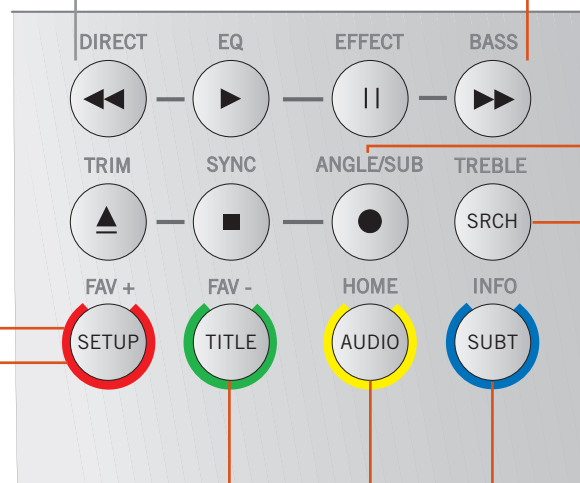 DIRECT EQ EFFECT BASS
TRIM SYNC ANGLE/SUB TREBLE
SRCH
FAV + FAV - HOME INFO
SETUP TITLE AUDIO SUBT